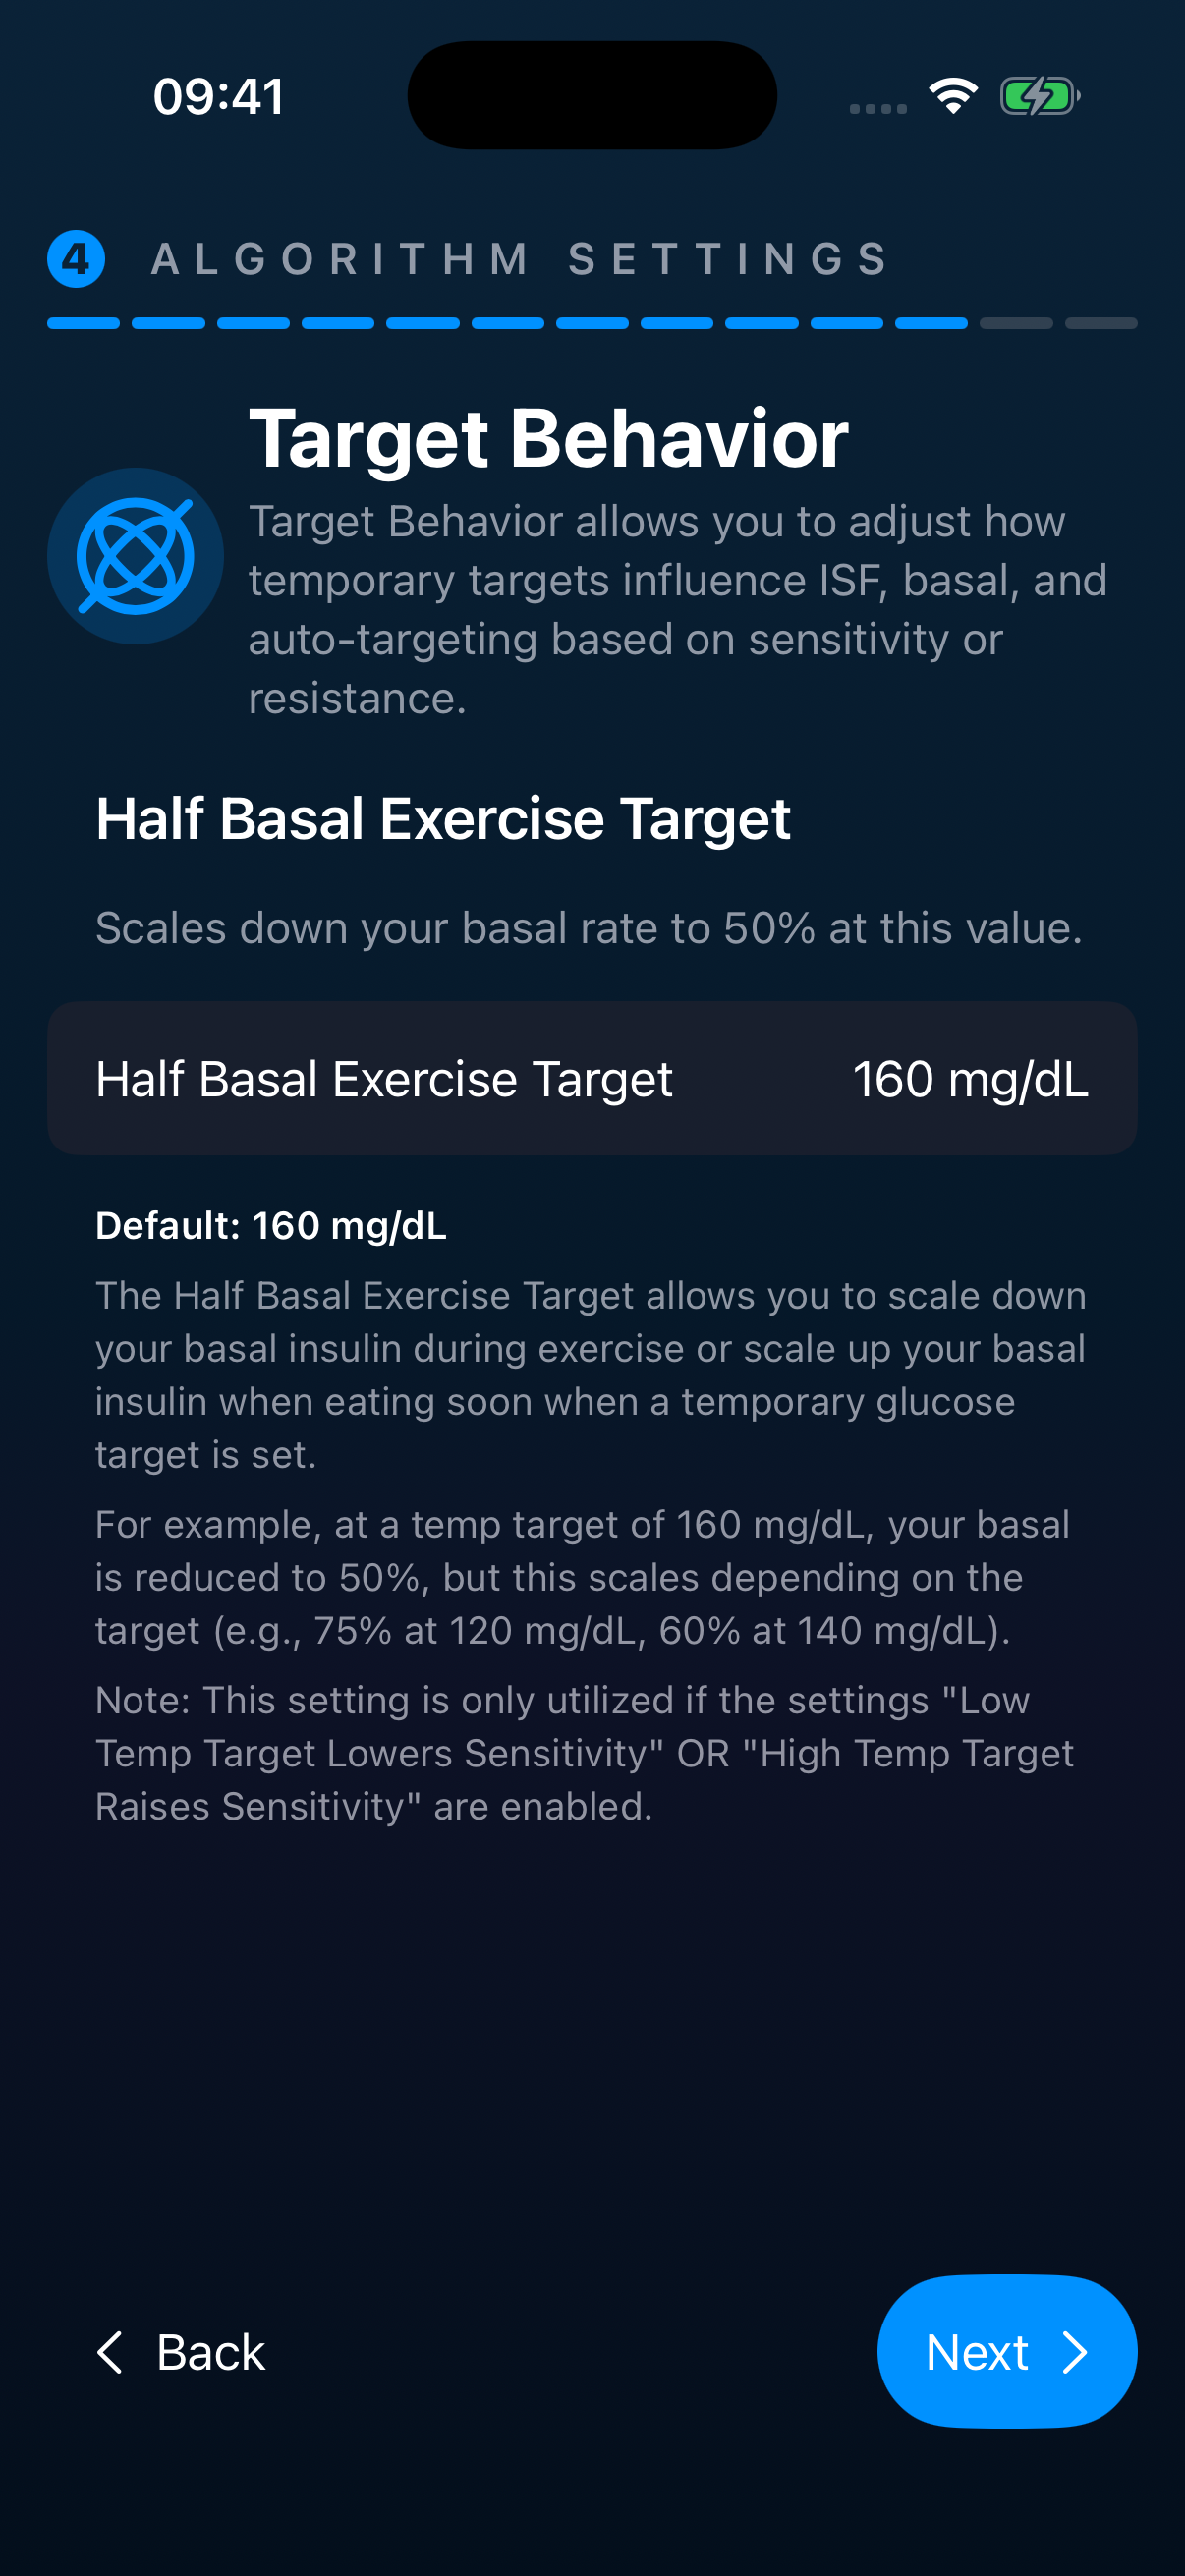 09:41
4 ALGORITHM SETTINGS
Target Behavior
Target Behavior allows you to adjust how
temporary targets influence ISF, basal, and
auto-targeting based on sensitivity or
resistance.
Half Basal Exercise Target
Scales down your basal rate to 50% at this value.
Half Basal Exercise Target 160 mg/dL
Default: 160 mg/dL
The Half Basal Exercise Target allows you to scale down
your basal insulin during exercise or scale up your basal
insulin when eating soon when a temporary glucose
target is set.
For example, at a temp target of 160 mg/dL, your basal
is reduced to 50%, but this scales depending on the
target (e.g., 75% at 120 mg/dL, 60% at 140 mg/dL).
Note: This setting is only utilized if the settings "Low
Temp Target Lowers Sensitivity" OR "High Temp Target
Raises Sensitivity" are enabled.
Back Next